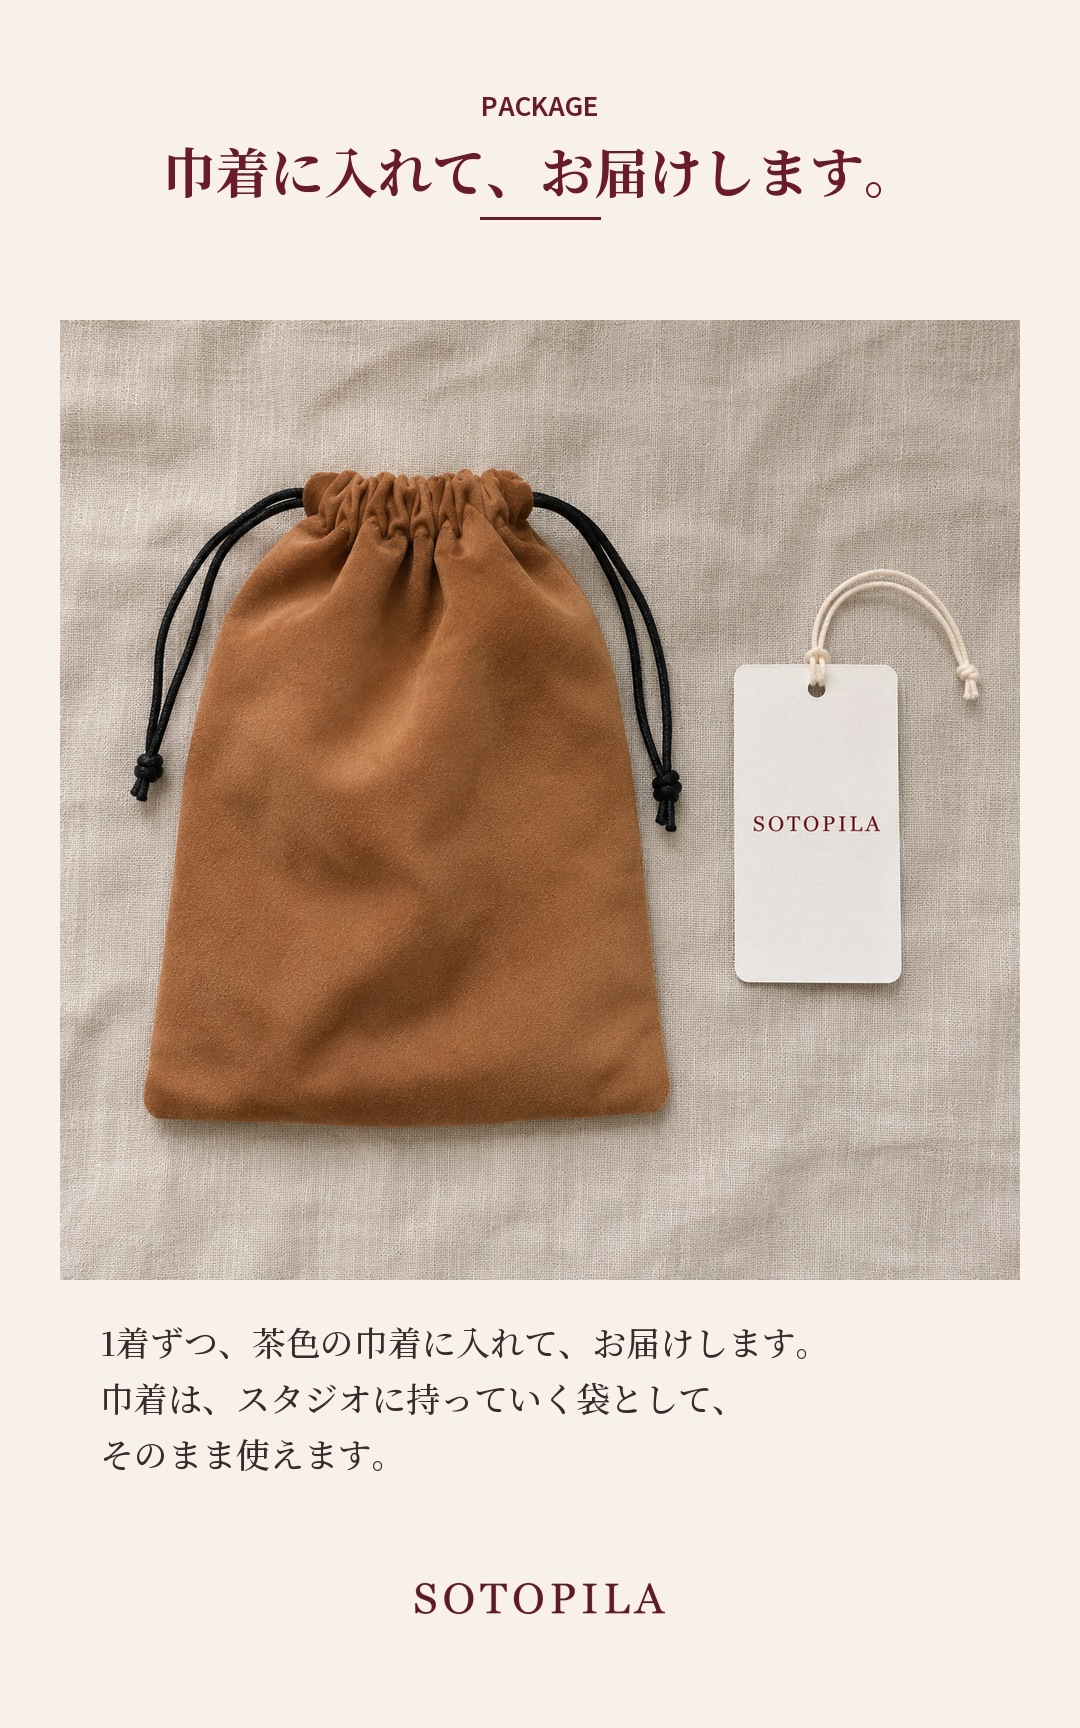 PACKAGE
巾着に入れて、お届けします。
SOTOPILA
1着ずつ、茶色の巾着に入れて、お届けします。
巾着は、スタジオに持っていく袋として、
そのまま使えます。
SOTOPILA